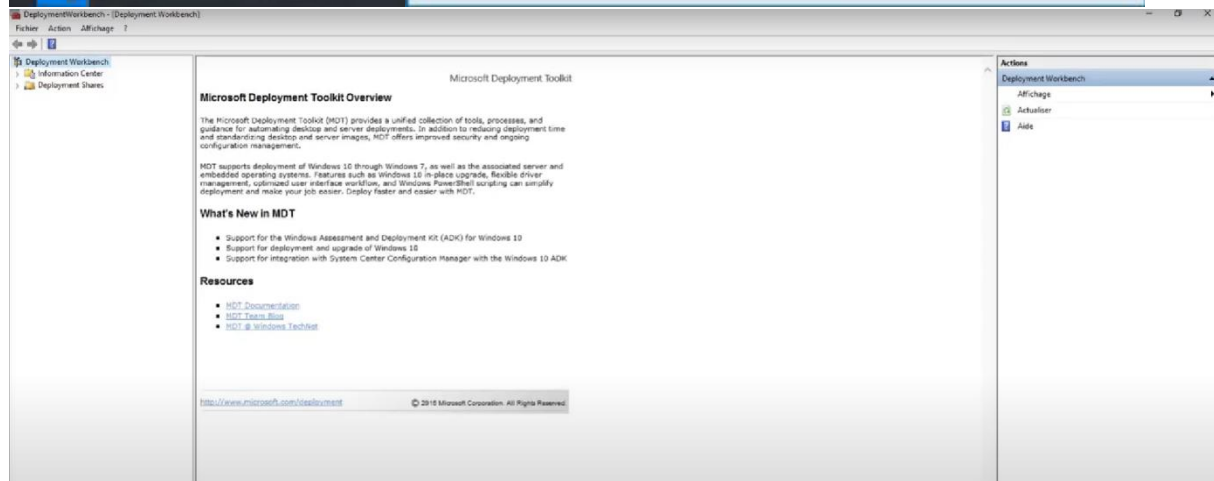 DeploymentWorkbench - [Deployment Workbench]
Fichier Action Affichage ?
Deployment Workbench
Information Center
Deployment Shares
Microsoft Deployment Toolkit
Microsoft Deployment Toolkit Overview
The Microsoft Deployment Toolkit (MDT) provides a unified collection of tools, processes, and
guidance for automating desktop and server deployments. In addition to reducing deployment time
and standardizing desktop and server images, MDT offers improved security and ongoing
configuration management.
MDT supports deployment of Windows 10 through Windows 7, as well as the associated server and
embedded operating systems. Features such as Windows 10 in-place upgrade, flexible driver
management, optimized user interface workflow, and Windows PowerShell scripting can simplify
deployment and make your job easier. Deploy faster and easier with MDT.
What's New in MDT
Support for the Windows Assessment and Deployment Kit (ADK) for Windows 10
Support for deployment and upgrade of Windows 10
Support for integration with System Center Configuration Manager with the Windows 10 ADK
Resources
MDT Documentation
MDT Team Blog
MDT @ Windows TechNet
http://www.microsoft.com/deployment
© 2015 Microsoft Corporation. All Rights Reserved.
Actions
Deployment Workbench
Affichage
Actualiser
Aide